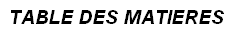 TABLE DES MATIERES